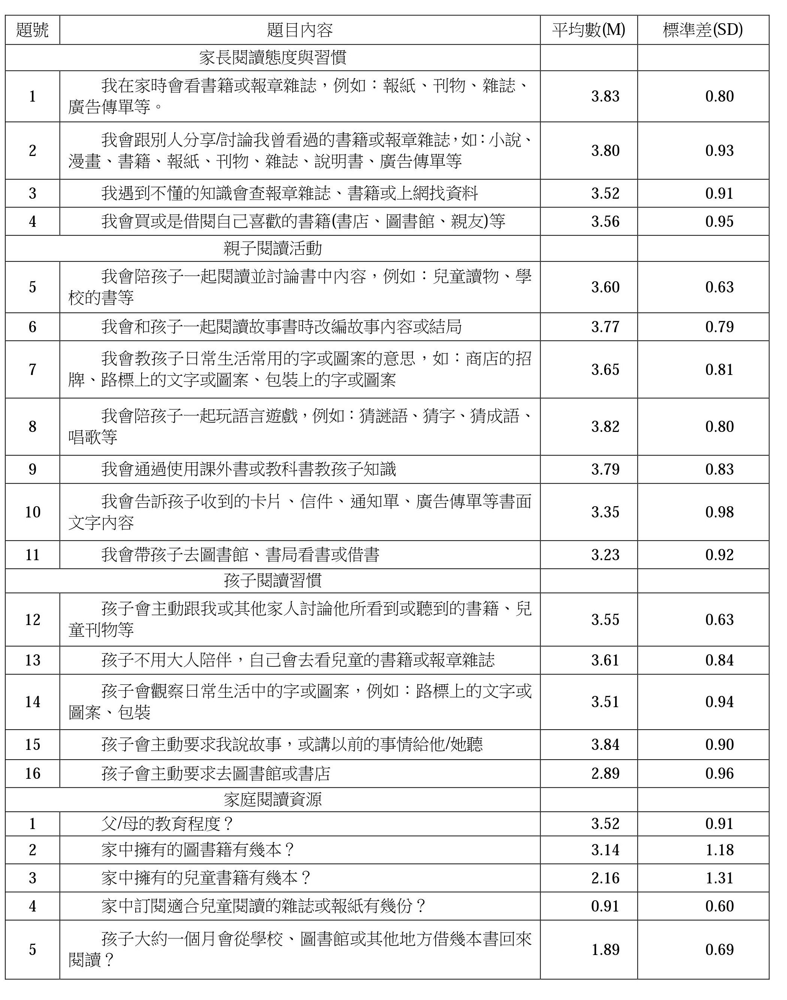 題號 題目內容 平均數(M) 標準差(SD)
家長閱讀態度與習慣
1 我在家時會看書籍或報章雜誌，例如：報紙、刊物、雜誌、
廣告傳單等。 3.83 0.80
2 我會跟別人分享/討論我曾看過的書籍或報章雜誌，如：小說、
漫畫、書籍、報紙、刊物、雜誌、說明書、廣告傳單等 3.80 0.93
3 我遇到不懂的知識會查報章雜誌、書籍或上網找資料 3.52 0.91
4 我會買或是借閱自己喜歡的書籍(書店、圖書館、親友)等 3.56 0.95
親子閱讀活動
5 我會陪孩子一起閱讀並討論書中內容，例如：兒童讀物、學
校的書等 3.60 0.63
6 我會和孩子一起閱讀故事書時改編故事內容或結局 3.77 0.79
7 我會教孩子日常生活常用的字或圖案的意思，如：商店的招
牌、路標上的文字或圖案、包裝上的字或圖案 3.65 0.81
8 我會陪孩子一起玩語言遊戲，例如：猜謎語、猜字、猜成語、
唱歌等 3.82 0.80
9 我會通過使用課外書或教科書教孩子知識 3.79 0.83
10 我會告訴孩子收到的卡片、信件、通知單、廣告傳單等書面
文字內容 3.35 0.98
11 我會帶孩子去圖書館、書局看書或借書 3.23 0.92
孩子閱讀習慣
12 孩子會主動跟我或其他家人討論他所看到或聽到的書籍、兒
童刊物等 3.55 0.63
13 孩子不用大人陪伴，自己會去看兒童的書籍或報章雜誌 3.61 0.84
14 孩子會觀察日常生活中的字或圖案，例如：路標上的文字或
圖案、包裝 3.51 0.94
15 孩子會主動要求我說故事，或講以前的事情給他/她聽 3.84 0.90
16 孩子會主動要求去圖書館或書店 2.89 0.96
家庭閱讀資源
1 父/母的教育程度？ 3.52 0.91
2 家中擁有的圖書籍有幾本？ 3.14 1.18
3 家中擁有的兒童書籍有幾本？ 2.16 1.31
4 家中訂閱適合兒童閱讀的雜誌或報紙有幾份？ 0.91 0.60
5 孩子大約一個月會從學校、圖書館或其他地方借幾本書回來
閱讀？ 1.89 0.69